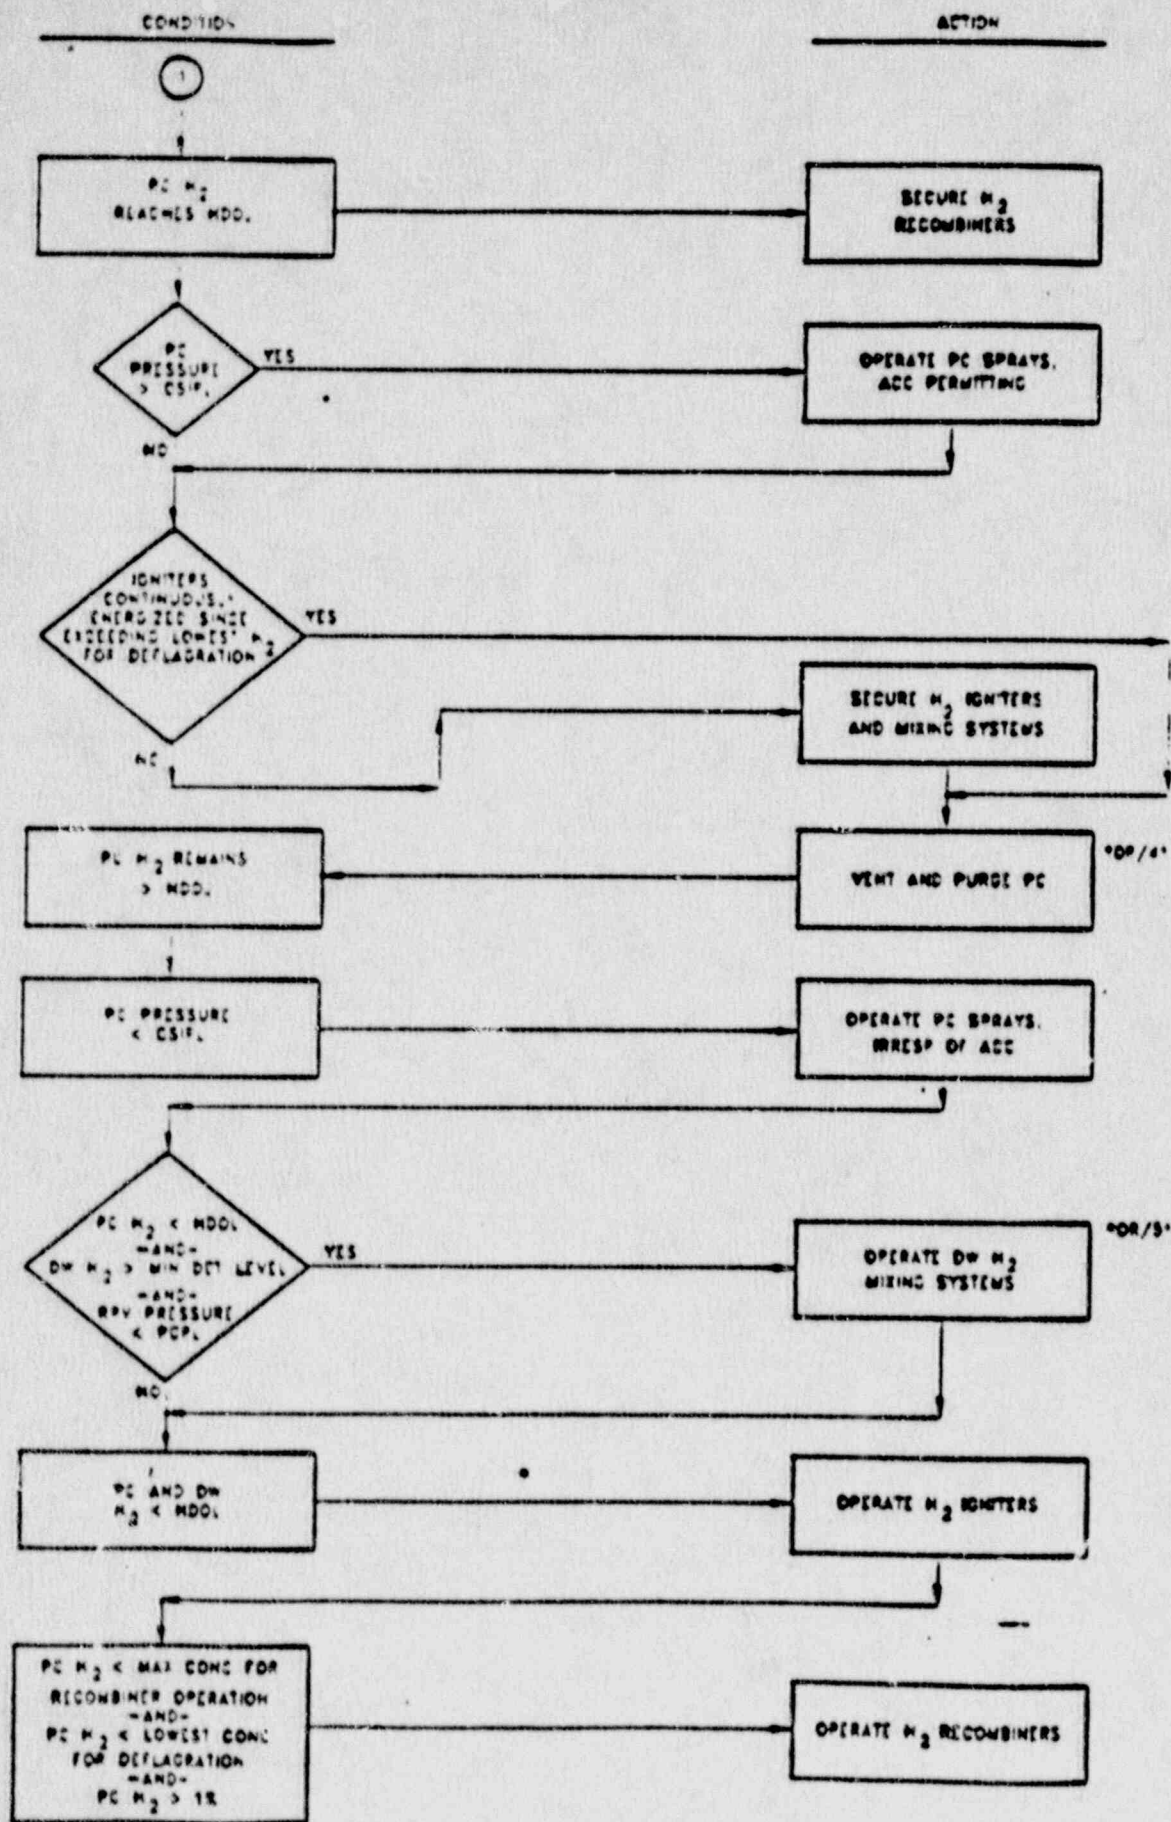 CONDITION
ACTION
1
PC H2
REACHES HDOL
SECURE H2
RECOMBINERS
PC
PRESSURE
> CSIPL
YES
OPERATE PC SPRAYS,
ACC PERMITTING
NO
IGNITERS
CONTINUOUSLY
ENERGIZED SINCE
EXCEEDING LOWEST H2
FOR DEFLAGRATION
YES
SECURE H2 IGNITERS
AND MIXING SYSTEMS
NO
PC H2 REMAINS
> HDOL
VENT AND PURGE PC
PC PRESSURE
< CSIPL
OPERATE PC SPRAYS,
IRRESP OF ACC
PC H2 < HDOL
-AND-
DW H2 > MIN DET LEVEL
-AND-
RPV PRESSURE
< PCPL
YES
OPERATE DW H2
MIXING SYSTEMS
NO
PC AND DW
H2 < HDOL
OPERATE H2 IGNITERS
PC H2 < MAX CONC FOR
RECOMBINER OPERATION
-AND-
PC H2 < LOWEST CONC
FOR DEFLAGRATION
-AND-
PC H2 > 1%
OPERATE H2 RECOMBINERS